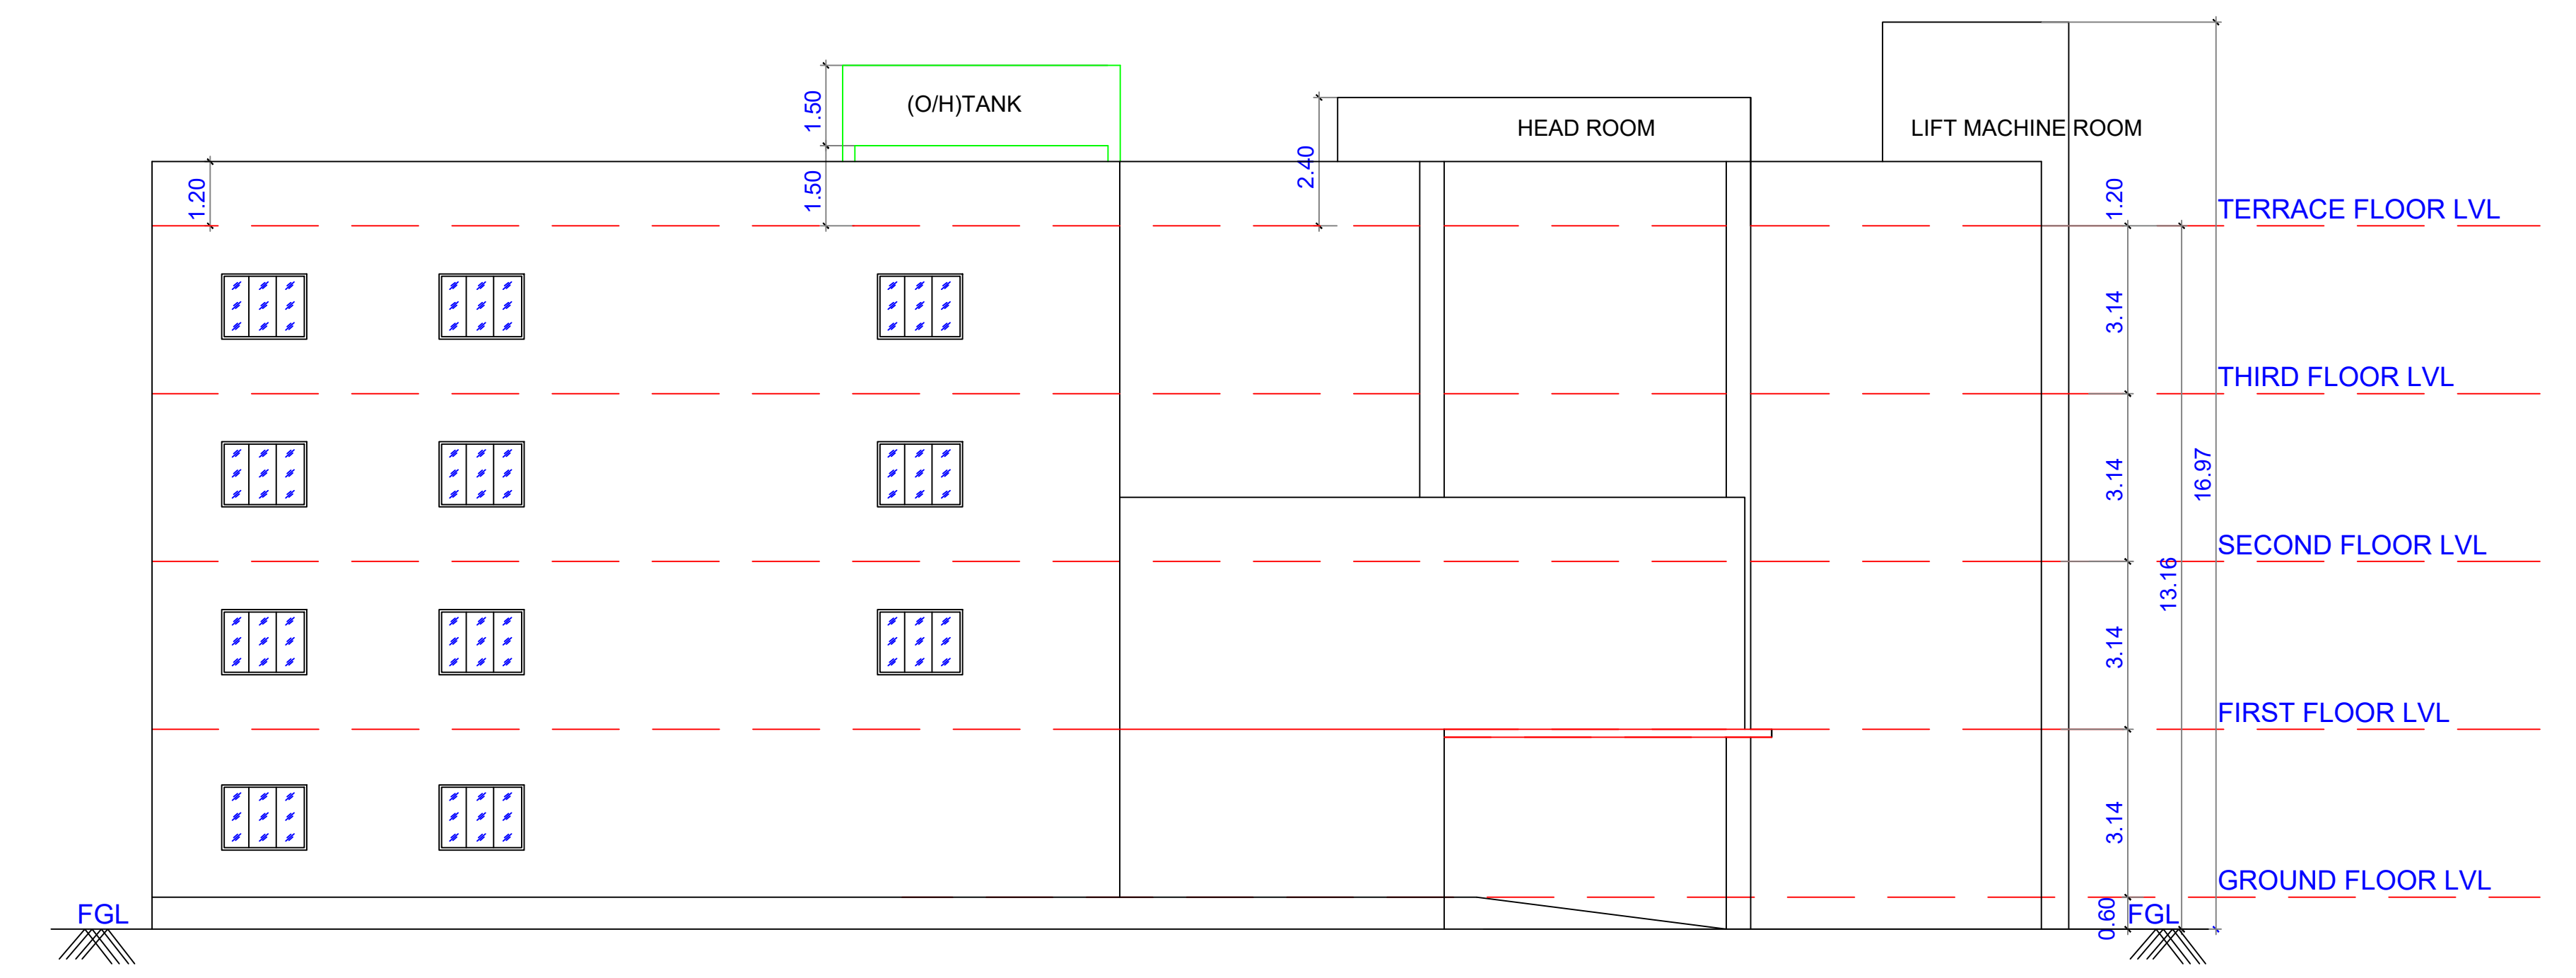 (O/H)TANK
HEAD ROOM
LIFT MACHINE ROOM
1.50
1.50
1.20
2.40
1.20
TERRACE FLOOR LVL
3.14
THIRD FLOOR LVL
3.14
16.97
SECOND FLOOR LVL
13.16
3.14
FIRST FLOOR LVL
3.14
GROUND FLOOR LVL
0.60
FGL
FGL